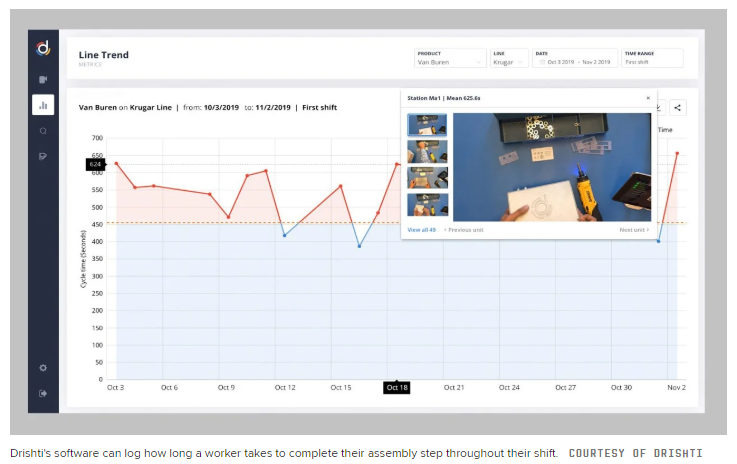 Line Trend
METRICS
PRODUCT
Van Buren
LINE
Krugar
DATE
Oct 3 2019 - Nov 2 2019
TIME RANGE
First shift
Van Buren on Krugar Line | from: 10/3/2019 to: 11/2/2019 | First shift
Time
Station Ma1 | Mean 625.6s
×
View all 49
< Previous unit
Next unit >
Cycle time (Seconds)
700
650
624
600
550
500
450
400
350
300
250
200
150
100
50
0
Oct 3
Oct 6
Oct 9
Oct 12
Oct 15
Oct 18
Oct 21
Oct 24
Oct 27
Oct 30
Nov 2
Drishti's software can log how long a worker takes to complete their assembly step throughout their shift. COURTESY OF DRISHTI